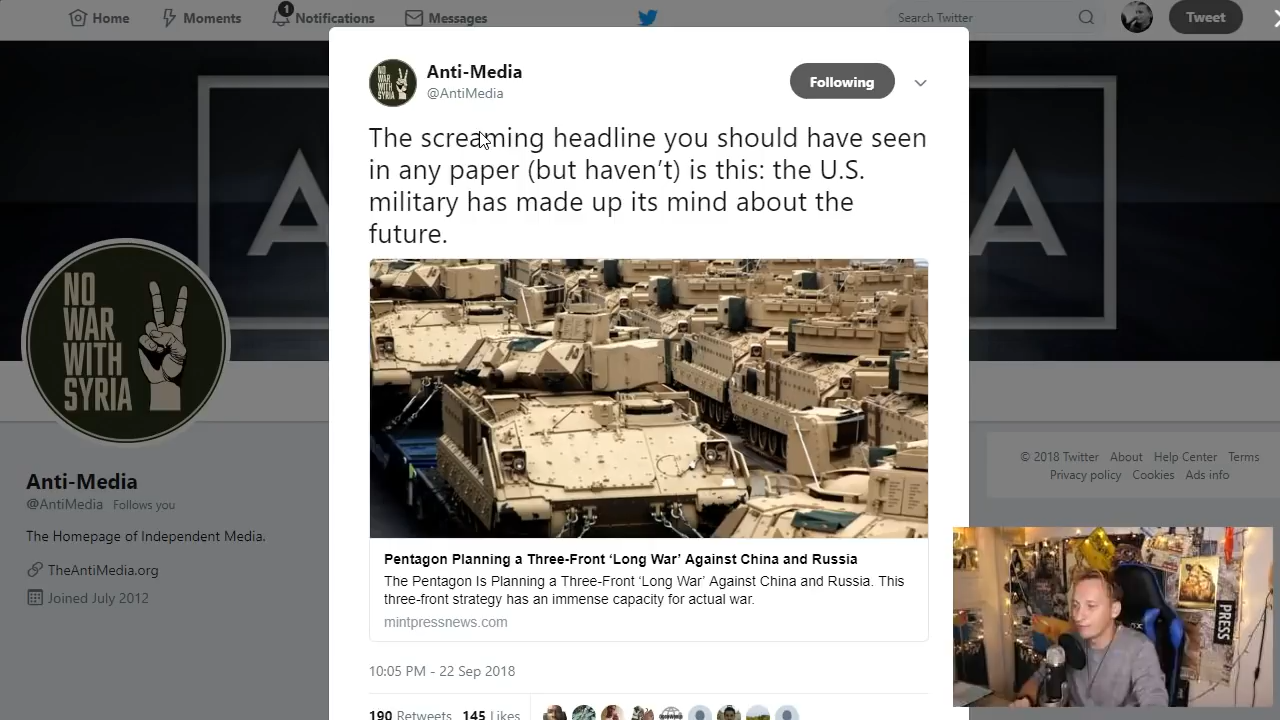 Home
Moments
1
Notifications
Messages
Search Twitter
Tweet
Anti-Media
@AntiMedia
Following
The screaming headline you should have seen
in any paper (but haven't) is this: the U.S.
military has made up its mind about the
future.
Pentagon Planning a Three-Front ‘Long War’ Against China and Russia
The Pentagon Is Planning a Three-Front ‘Long War’ Against China and Russia. This
three-front strategy has an immense capacity for actual war.
mintpressnews.com
10:05 PM - 22 Sep 2018
190 Retweets 145 Likes
A
A
NO
WAR
WITH
SYRIA
NO
WAR
WITH
SYRIA
Anti-Media
@AntiMedia Follows you
The Homepage of Independent Media.
TheAntiMedia.org
Joined July 2012
© 2018 Twitter About Help Center Terms
Privacy policy Cookies Ads info
PRESS